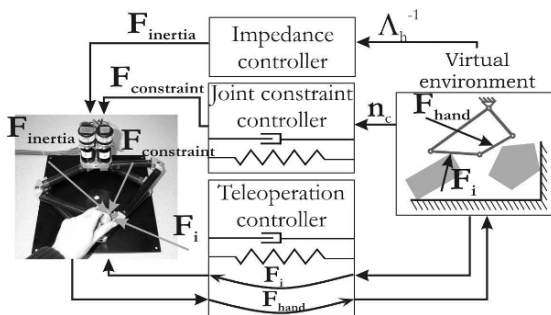 F_inertia
Impedance
controller
Λ_h^-1
Virtual
environment
F_constraint
Joint constraint
controller
n_c
F_hand
F_i
F_inertia
F_constraint
F_i
Teleoperation
controller
F_i
F_hand